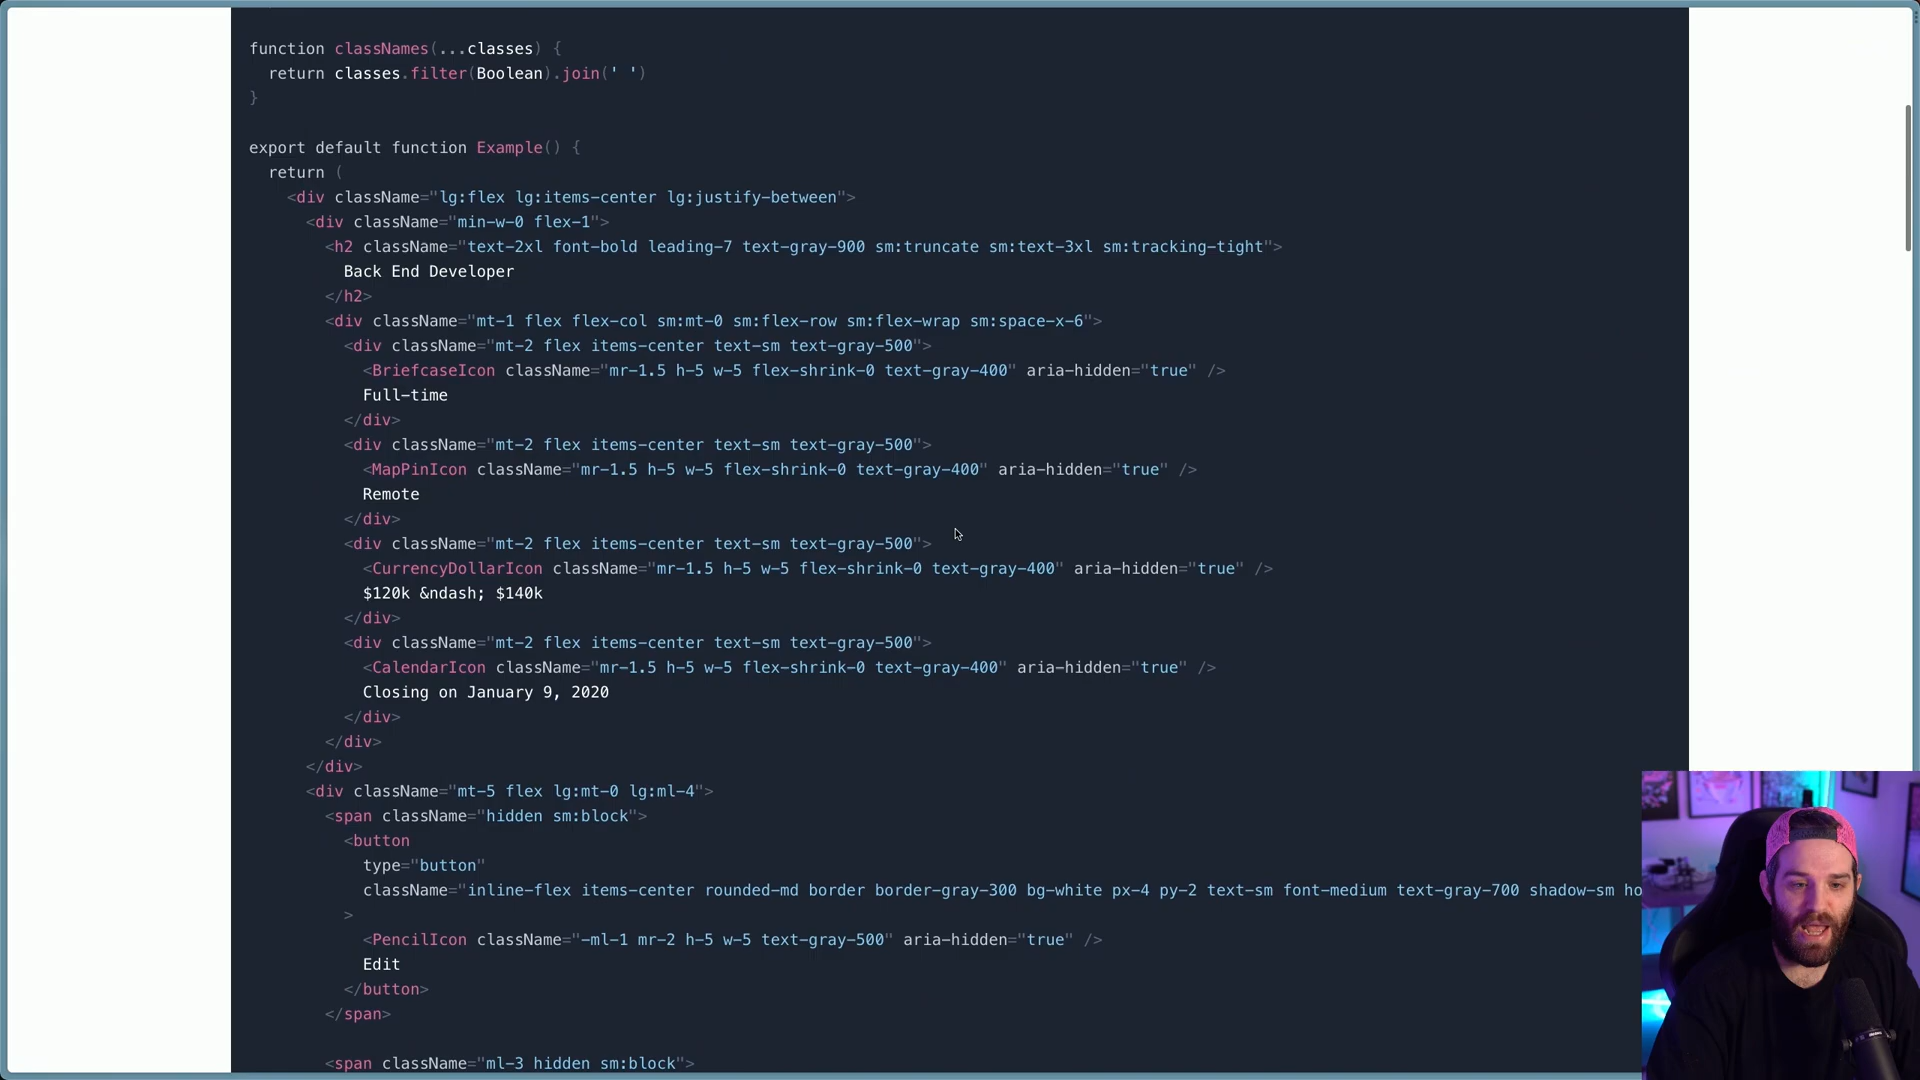 function classNames(...classes) {
return classes.filter(Boolean).join(' ')
}
export default function Example() {
return (
<div className="lg:flex lg:items-center lg:justify-between">
<div className="min-w-0 flex-1">
<h2 className="text-2xl font-bold leading-7 text-gray-900 sm:truncate sm:text-3xl sm:tracking-tight">
Back End Developer
</h2>
<div className="mt-1 flex flex-col sm:mt-0 sm:flex-row sm:flex-wrap sm:space-x-6">
<div className="mt-2 flex items-center text-sm text-gray-500">
<BriefcaseIcon className="mr-1.5 h-5 w-5 flex-shrink-0 text-gray-400" aria-hidden="true" />
Full-time
</div>
<div className="mt-2 flex items-center text-sm text-gray-500">
<MapPinIcon className="mr-1.5 h-5 w-5 flex-shrink-0 text-gray-400" aria-hidden="true" />
Remote
</div>
<div className="mt-2 flex items-center text-sm text-gray-500">
<CurrencyDollarIcon className="mr-1.5 h-5 w-5 flex-shrink-0 text-gray-400" aria-hidden="true" />
$120k &ndash; $140k
</div>
<div className="mt-2 flex items-center text-sm text-gray-500">
<CalendarIcon className="mr-1.5 h-5 w-5 flex-shrink-0 text-gray-400" aria-hidden="true" />
Closing on January 9, 2020
</div>
</div>
</div>
<div className="mt-5 flex lg:mt-0 lg:ml-4">
<span className="hidden sm:block">
<button
type="button"
className="inline-flex items-center rounded-md border border-gray-300 bg-white px-4 py-2 text-sm font-medium text-gray-700 shadow-sm ho
>
<PencilIcon className="-ml-1 mr-2 h-5 w-5 text-gray-500" aria-hidden="true" />
Edit
</button>
</span>
<span className="ml-3 hidden sm:block">